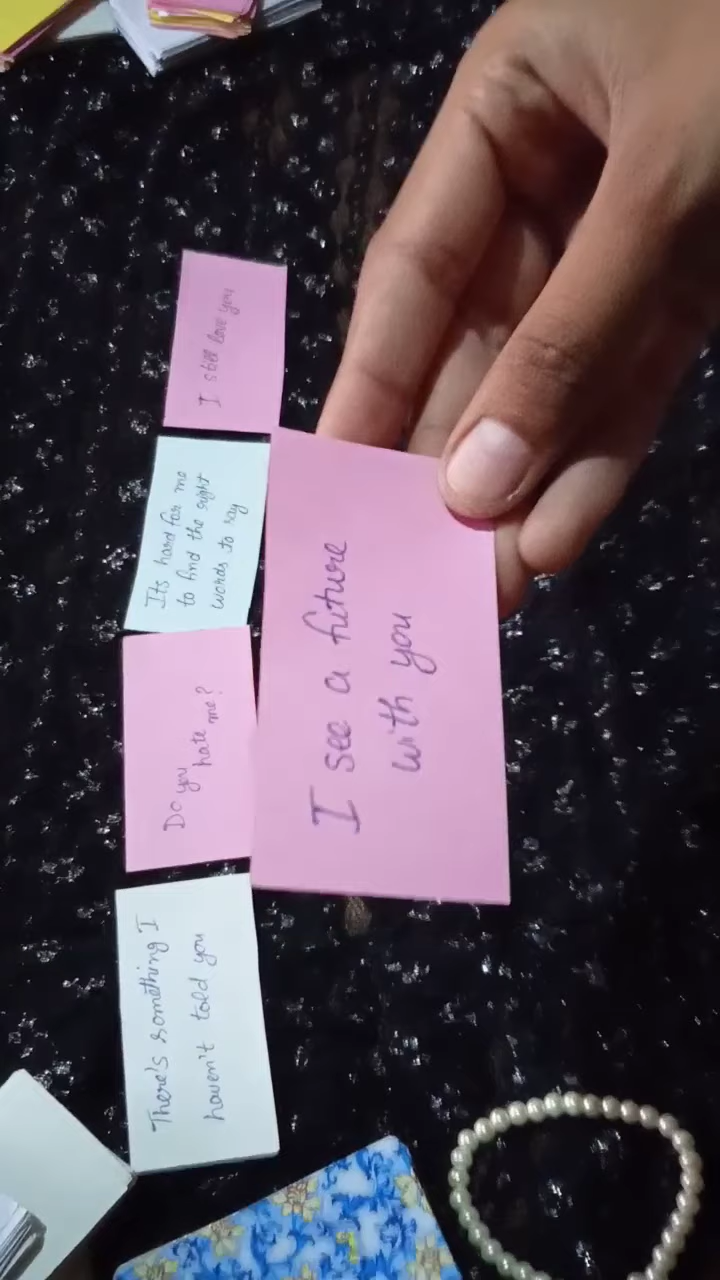 There's something I
haven't told you
Do you
hate me?
Its hard for me
to find the right
words to say
I still love you
I see a future
with you